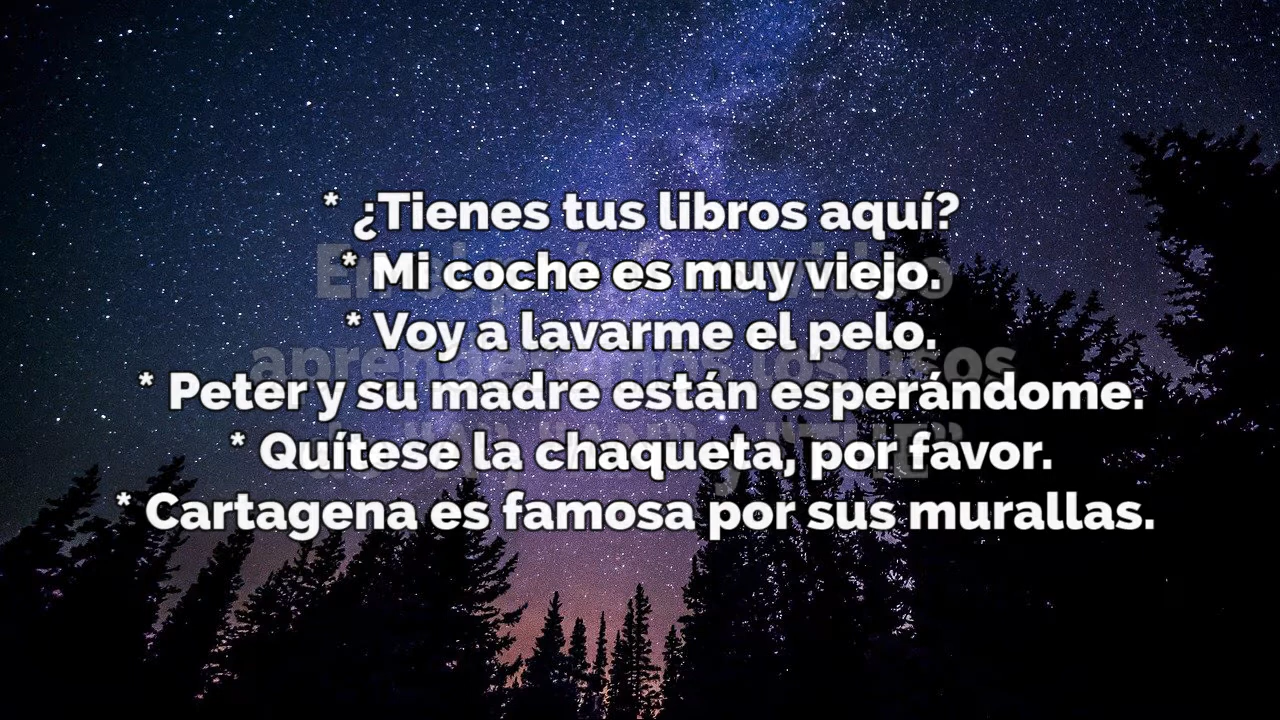 * ¿Tienes tus libros aquí?
* Mi coche es muy viejo.
* Voy a lavarme el pelo.
* Peter y su madre están esperándome.
* Quítese la chaqueta, por favor.
* Cartagena es famosa por sus murallas.